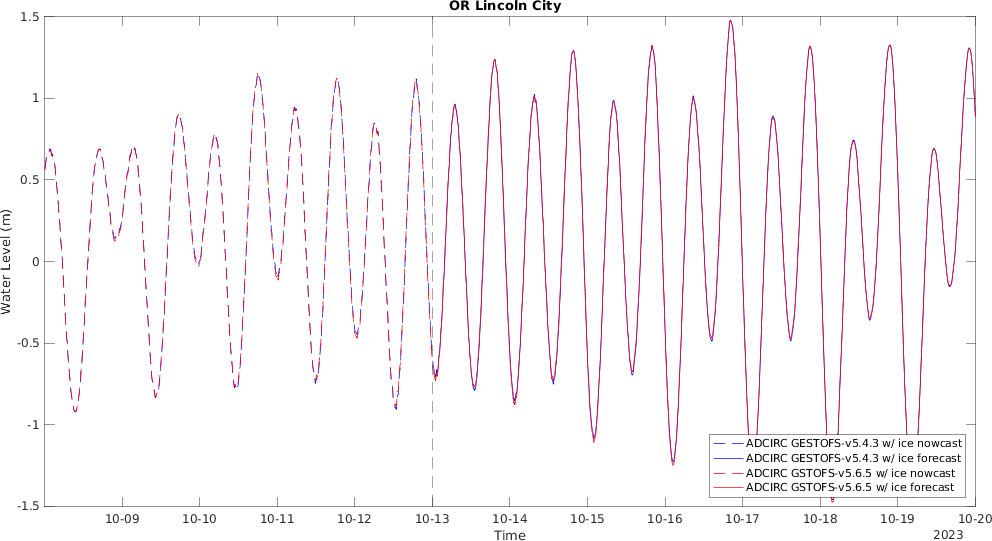 OR Lincoln City
1.5
1
0.5
0
-0.5
-1
-1.5
Water Level (m)
ADCIRC GESTOFS-v5.4.3 w/ ice nowcast
ADCIRC GESTOFS-v5.4.3 w/ ice forecast
ADCIRC GSTOFS-v5.6.5 w/ ice nowcast
ADCIRC GSTOFS-v5.6.5 w/ ice forecast
10-09 10-10 10-11 10-12 10-13 10-14 10-15 10-16 10-17 10-18 10-19 10-20
Time
2023